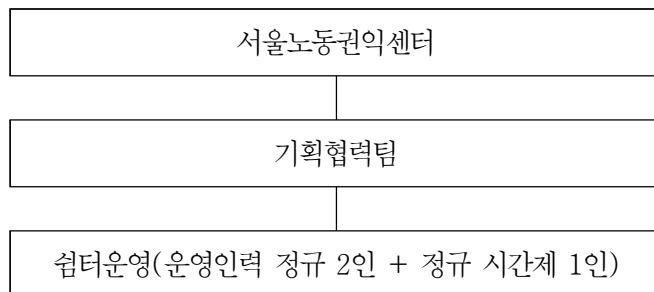 서울노동권익센터
기획협력팀
쉼터운영(운영인력 정규 2인 + 정규 시간제 1인)